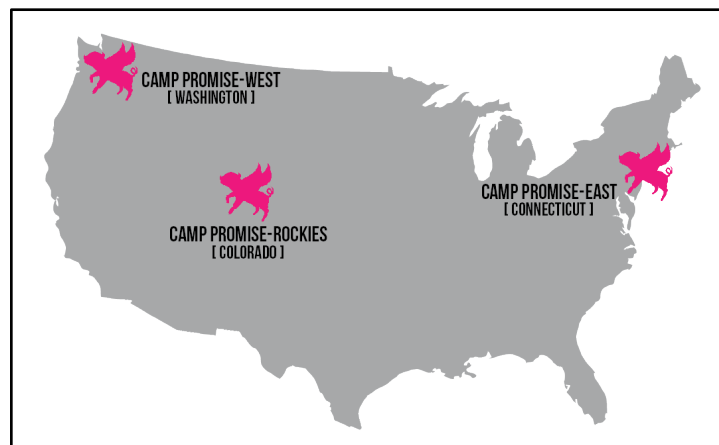 CAMP PROMISE-WEST
[ WASHINGTON ]
CAMP PROMISE-EAST
[ CONNECTICUT ]
CAMP PROMISE-ROCKIES
[ COLORADO ]